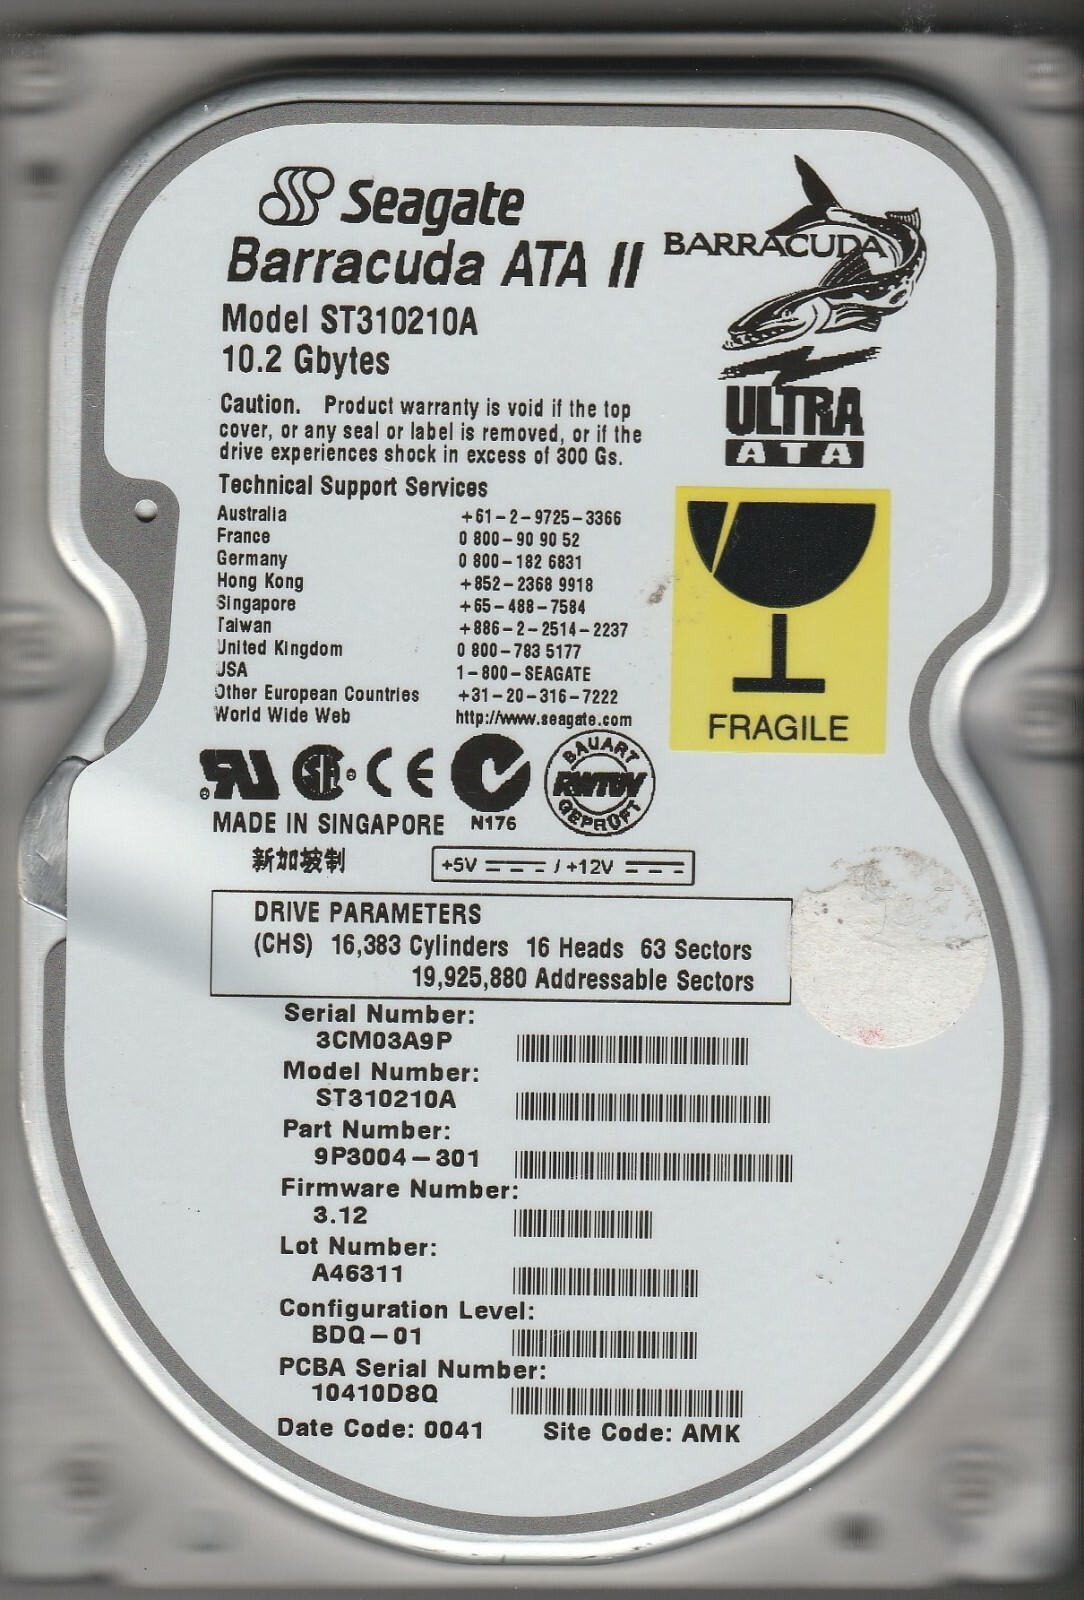 Seagate
Barracuda ATA II
BARRACUDA
Model ST310210A
10.2 Gbytes
ULTRA
ATA
Caution. Product warranty is void if the top
cover, or any seal or label is removed, or if the
drive experiences shock in excess of 300 Gs.
Technical Support Services
Australia +61-2-9725-3366
France 0 800-90 90 52
Germany 0 800-182 6831
Hong Kong +852-2368 9918
Singapore +65-488-7584
Taiwan +886-2-2514-2237
United Kingdom 0 800-783 5177
USA 1-800-SEAGATE
Other European Countries +31-20-316-7222
World Wide Web http://www.seagate.com
FRAGILE
BAUART
RWTÜV
GEPRÜFT
CE
N176
MADE IN SINGAPORE
新加坡制
+5V / +12V
DRIVE PARAMETERS
(CHS) 16,383 Cylinders 16 Heads 63 Sectors
19,925,880 Addressable Sectors
Serial Number:
3CM03A9P
Model Number:
ST310210A
Part Number:
9P3004-301
Firmware Number:
3.12
Lot Number:
A46311
Configuration Level:
BDQ-01
PCBA Serial Number:
10410D8Q
Date Code: 0041 Site Code: AMK